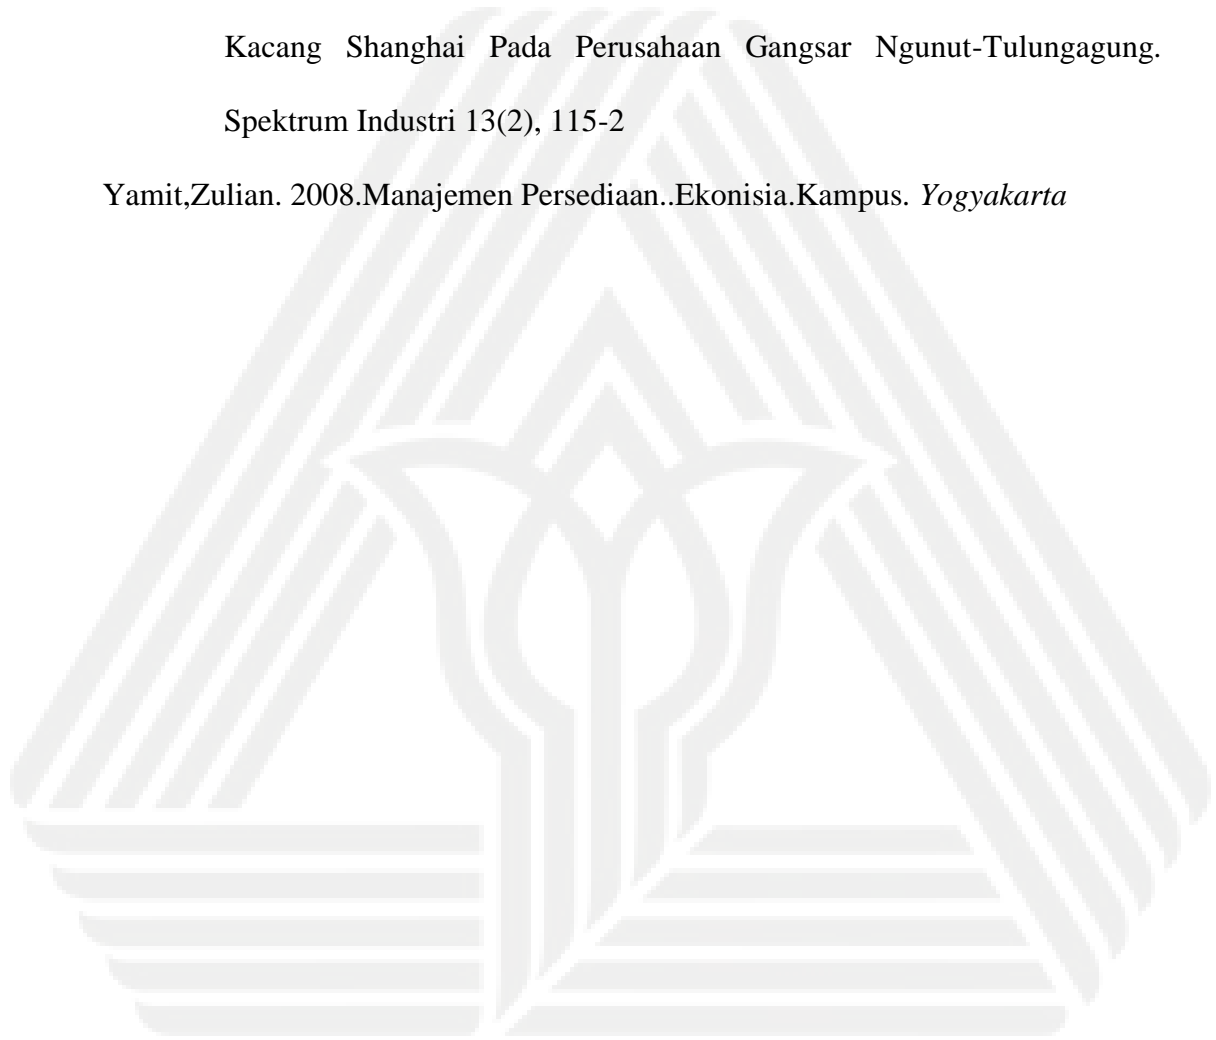 Kacang Shanghai Pada Perusahaan Gangsar Ngunut-Tulungagung.
Spektrum Industri 13(2), 115-2
Yamit,Zulian. 2008.Manajemen Persediaan..Ekonisia.Kampus. Yogyakarta